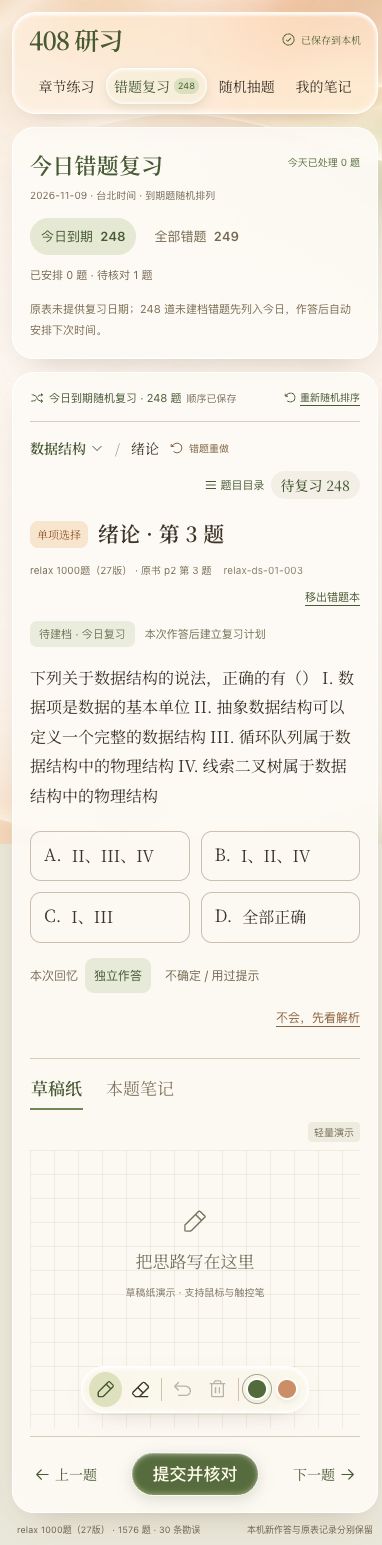 408 研习
已保存到本机
章节练习 错题复习 248 随机抽题 我的笔记
今日错题复习
今天已处理 0 题
2026-11-09 · 台北时间 · 到期题随机排列
今日到期 248 全部错题 249
已安排 0 题 · 待核对 1 题
原表未提供复习日期；248 道未建档错题先列入今日，作答后自动
安排下次时间。
今日到期随机复习 · 248 题 顺序已保存 重新随机排序
数据结构 / 绪论 错题重做
题目目录 待复习 248
单项选择 绪论 · 第 3 题
relax 1000题（27版） · 原书 p2 第 3 题 relax-ds-01-003
移出错题本
待建档 · 今日复习 本次作答后建立复习计划
下列关于数据结构的说法，正确的有（） I. 数
据项是数据的基本单位 II. 抽象数据结构可以
定义一个完整的数据结构 III. 循环队列属于数
据结构中的物理结构 IV. 线索二叉树属于数据
结构中的物理结构
A. II、III、IV B. I、II、IV
C. I、III D. 全部正确
本次回忆 独立作答 不确定 / 用过提示
不会，先看解析
草稿纸 本题笔记
轻量演示
把思路写在这里
草稿纸演示 · 支持鼠标与触控笔
← 上一题 提交并核对 下一题 →
relax 1000题（27版） · 1576 题 · 30 条勘误 本机新作答与原表记录分别保留